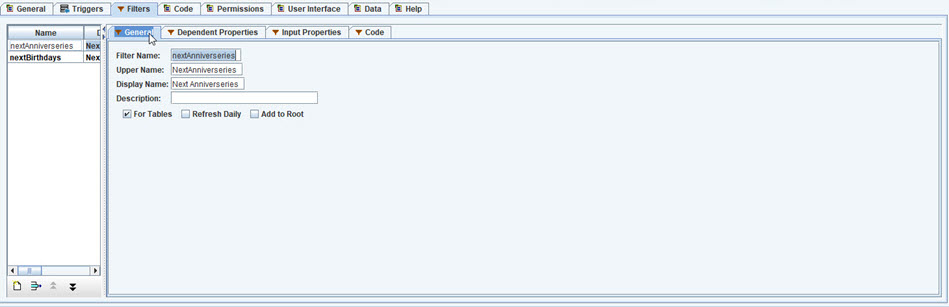 General Triggers Filters Code Permissions User Interface Data Help
Name
nextAnniverseries Nex
nextBirthdays Nex
General Dependent Properties Input Properties Code
Filter Name: nextAnniverseries
Upper Name: NextAnniverseries
Display Name: Next Anniverseries
Description:
For Tables Refresh Daily Add to Root